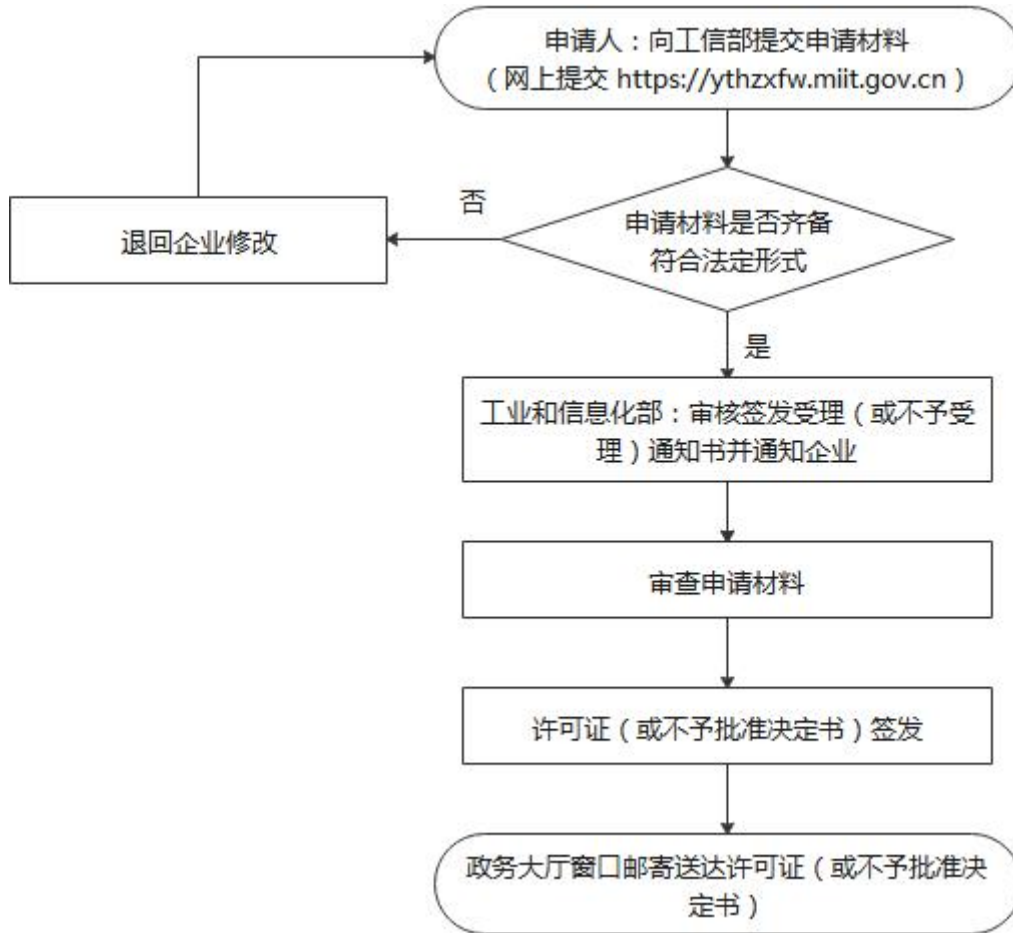 申请人：向工信部提交申请材料
（网上提交 https://ythzxfw.miit.gov.cn）
否
申请材料是否齐备
符合法定形式
退回企业修改
是
工业和信息化部：审核签发受理（或不予受
理）通知书并通知企业
审查申请材料
许可证（或不予批准决定书）签发
政务大厅窗口邮寄送达许可证（或不予批准决
定书）